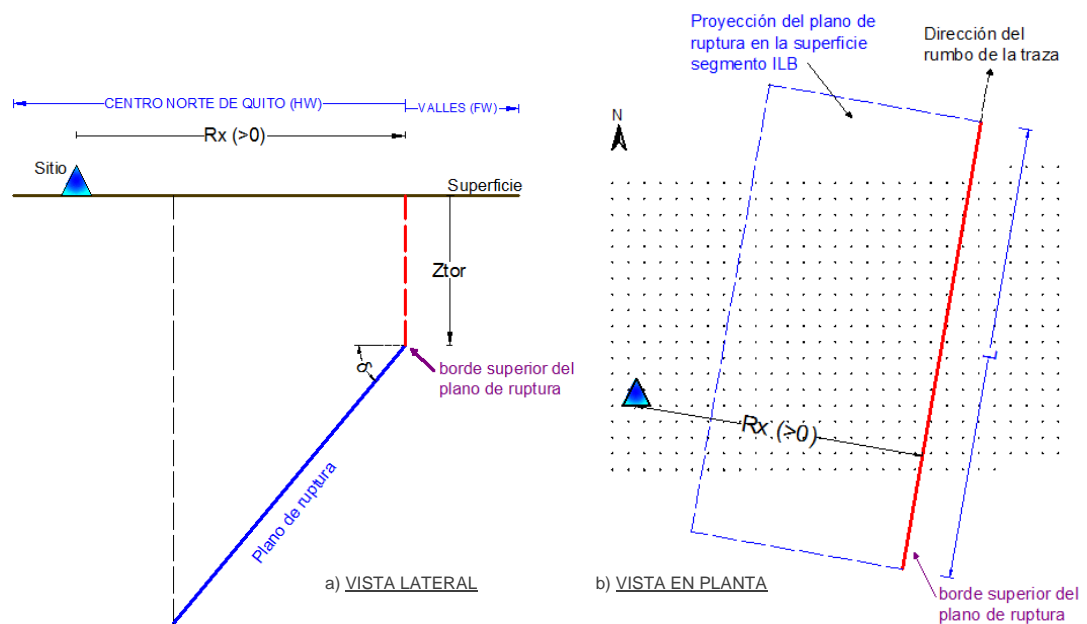 CENTRO NORTE DE QUITO (HW)
VALLES (FW)
Rx (>0)
Sitio
Superficie
Ztor
δ
borde superior del
plano de ruptura
Plano de ruptura
a) VISTA LATERAL
Proyección del plano de
ruptura en la superficie
segmento ILB
Dirección del
rumbo de la traza
N
Rx (>0)
b) VISTA EN PLANTA
borde superior del
plano de ruptura